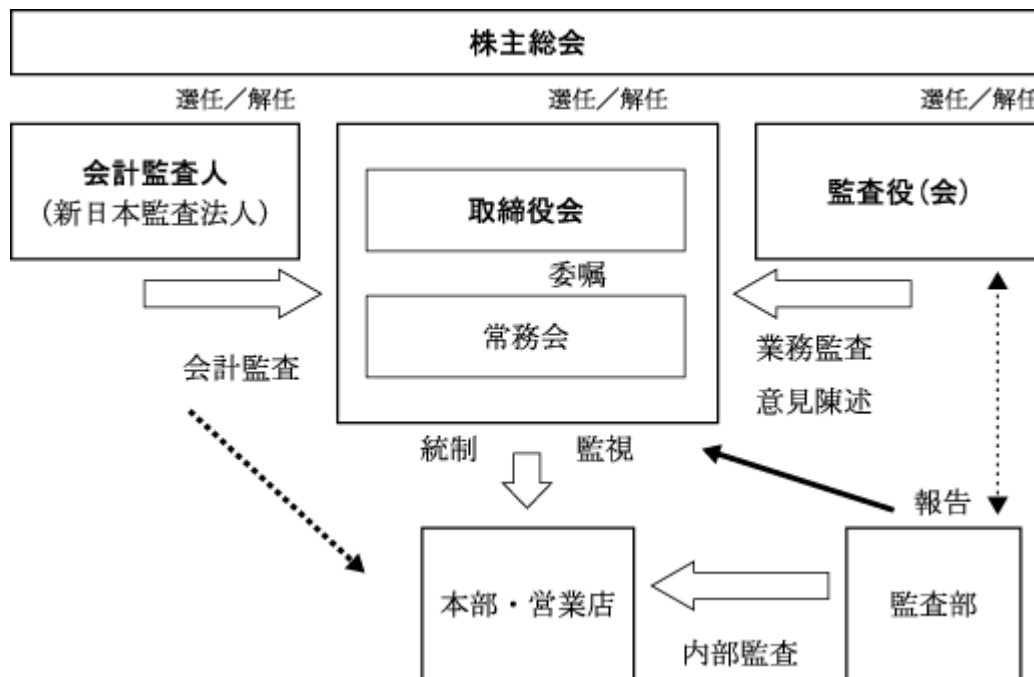 株主総会
選任／解任
選任／解任
選任／解任
会計監査人
（新日本監査法人）
取締役会
委嘱
常務会
監査役（会）
会計監査
業務監査
意見陳述
統制
監視
報告
本部・営業店
内部監査
監査部